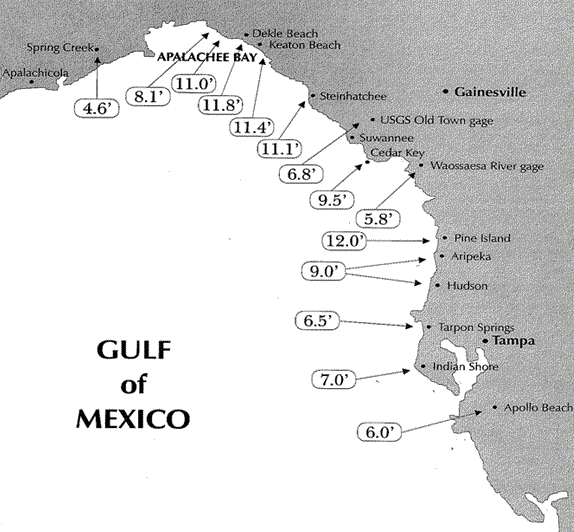 Dekle Beach
Spring Creek
Keaton Beach
APALACHEE BAY
Apalachicola
11.0'
8.1'
4.6'
11.8'
Steinhatchee
Gainesville
11.4'
USGS Old Town gage
11.1'
Suwannee
Cedar Key
6.8'
Waossaesa River gage
9.5'
5.8'
12.0'
Pine Island
Aripeka
9.0'
Hudson
6.5'
Tarpon Springs
Tampa
GULF
of
MEXICO
Indian Shore
7.0'
Apollo Beach
6.0'